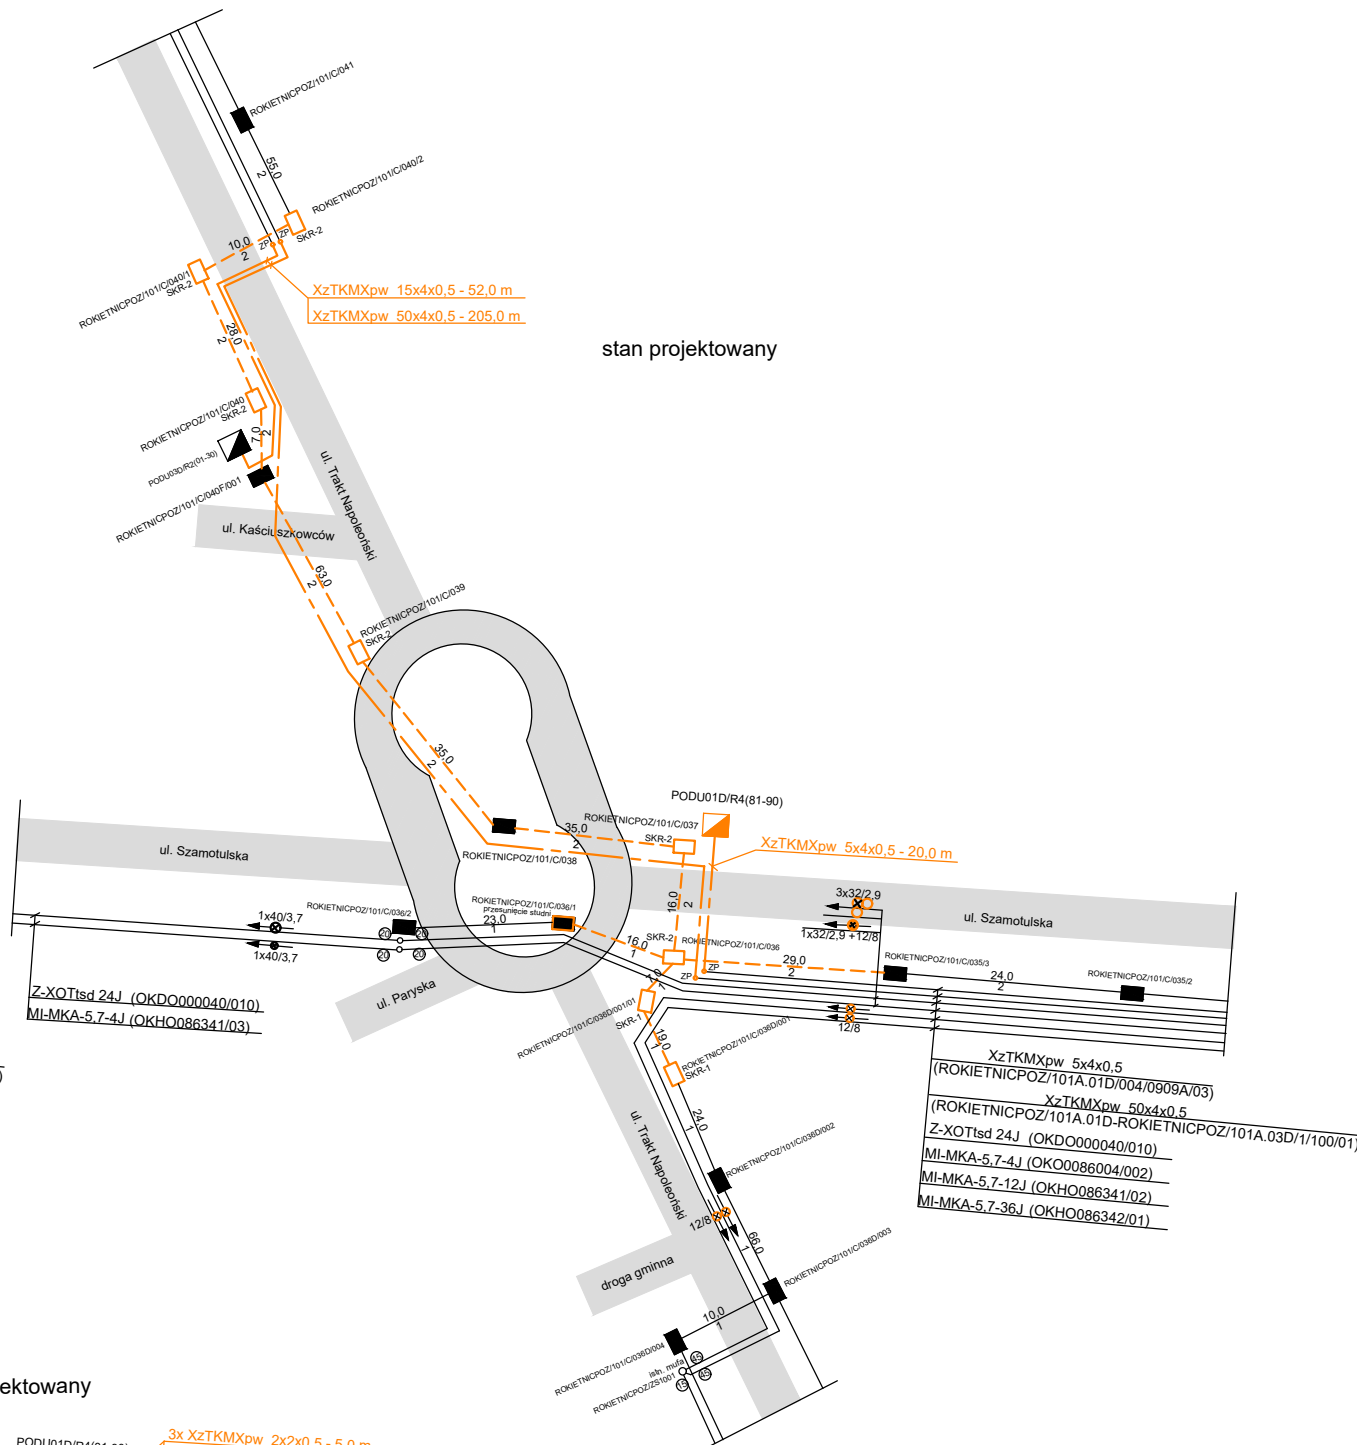 ROKIETNICPOZ/101/C/041
55,0
2
ROKIETNICPOZ/101/C/040/2
SKR-2
ZP
ZP
10,0
2
ROKIETNICPOZ/101/C/040/1
SKR-2
XzTKMXpw 15x4x0,5 - 52,0 m
XzTKMXpw 50x4x0,5 - 205,0 m
stan projektowany
28,0
2
ROKIETNICPOZ/101/C/040
SKR-2
7,0
2
PODU03D/R2(01-30)
ROKIETNICPOZ/101/C/040F/001
ul. Trakt Napoleoński
ul. Kaściuszkowców
63,0
2
ROKIETNICPOZ/101/C/039
SKR-2
35,0
2
PODU01D/R4(81-90)
ROKIETNICPOZ/101/C/037
SKR-2
35,0
2
ROKIETNICPOZ/101/C/038
XzTKMXpw 5x4x0,5 - 20,0 m
ul. Szamotulska
3x32/2,9
ul. Szamotulska
1x32/2,9 +12/8
16,0
2
ROKIETNICPOZ/101/C/036/2
ROKIETNICPOZ/101/C/036/1
przesunięcie studni
23,0
1
1x40/3,7
1x40/3,7
20
20
20
20
16,0
1
SKR-2
ROKIETNICPOZ/101/C/036
29,0
2
ZP
ZP
ROKIETNICPOZ/101/C/035/3
24,0
2
ROKIETNICPOZ/101/C/035/2
ul. Paryska
Z-XOTtsd 24J (OKDO000040/010)
MI-MKA-5,7-4J (OKHO086341/03)
1
ROKIETNICPOZ/101/C/036D/001/01
SKR-1
19,0
1
ROKIETNICPOZ/101/C/036D/001
SKR-1
12/8
XzTKMXpw 5x4x0,5
(ROKIETNICPOZ/101A.01D/004/0909A/03)
XzTKMXpw 50x4x0,5
(ROKIETNICPOZ/101A.01D-ROKIETNICPOZ/101A.03D/1/100/01)
Z-XOTtsd 24J (OKDO000040/010)
MI-MKA-5,7-4J (OKO0086004/002)
MI-MKA-5,7-12J (OKHO086341/02)
MI-MKA-5,7-36J (OKHO086342/01)
)
24,0
1
ul. Trakt Napoleoński
ROKIETNICPOZ/101/C/036D/002
12/8
66,0
1
droga gminna
ROKIETNICPOZ/101/C/036D/003
10,0
1
ROKIETNICPOZ/101/C/036D/004
istn. mufa
ROKIETNICPOZ/ZS1001
45
45
15
ektowany
3x XzTKMXpw 2x2x0,5 - 5,0 m